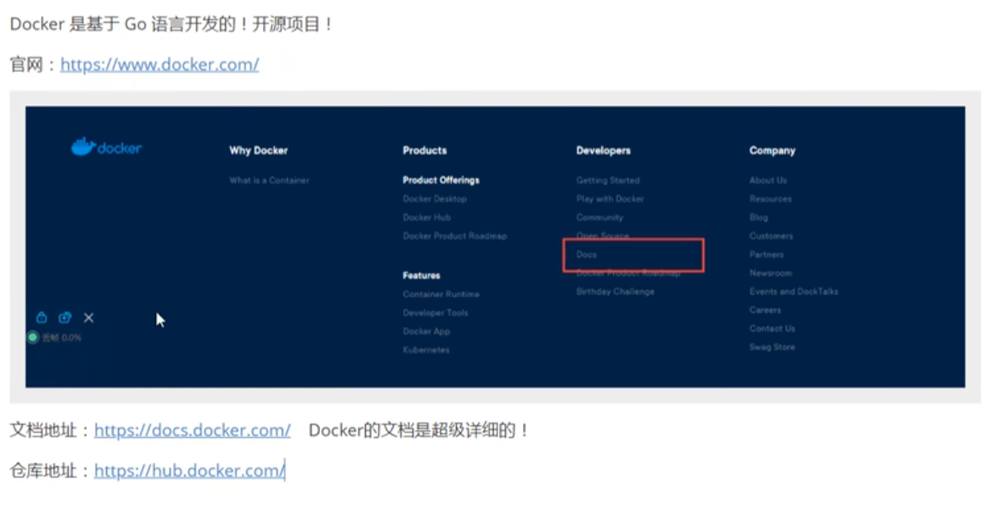 Docker 是基于 Go 语言开发的！开源项目！
官网：https://www.docker.com/
docker
Why Docker
What is a Container
Products
Product Offerings
Docker Desktop
Docker Hub
Docker Product Roadmap
Features
Container Runtime
Developer Tools
Docker App
Kubernetes
Developers
Getting Started
Play with Docker
Community
Open Source
Docs
Docker Product Roadmap
Birthday Challenge
Company
About Us
Resources
Blog
Customers
Partners
Newsroom
Events and DockTalks
Careers
Contact Us
Swag Store
丢帧 0.0%
文档地址：https://docs.docker.com/ Docker的文档是超级详细的！
仓库地址：https://hub.docker.com/